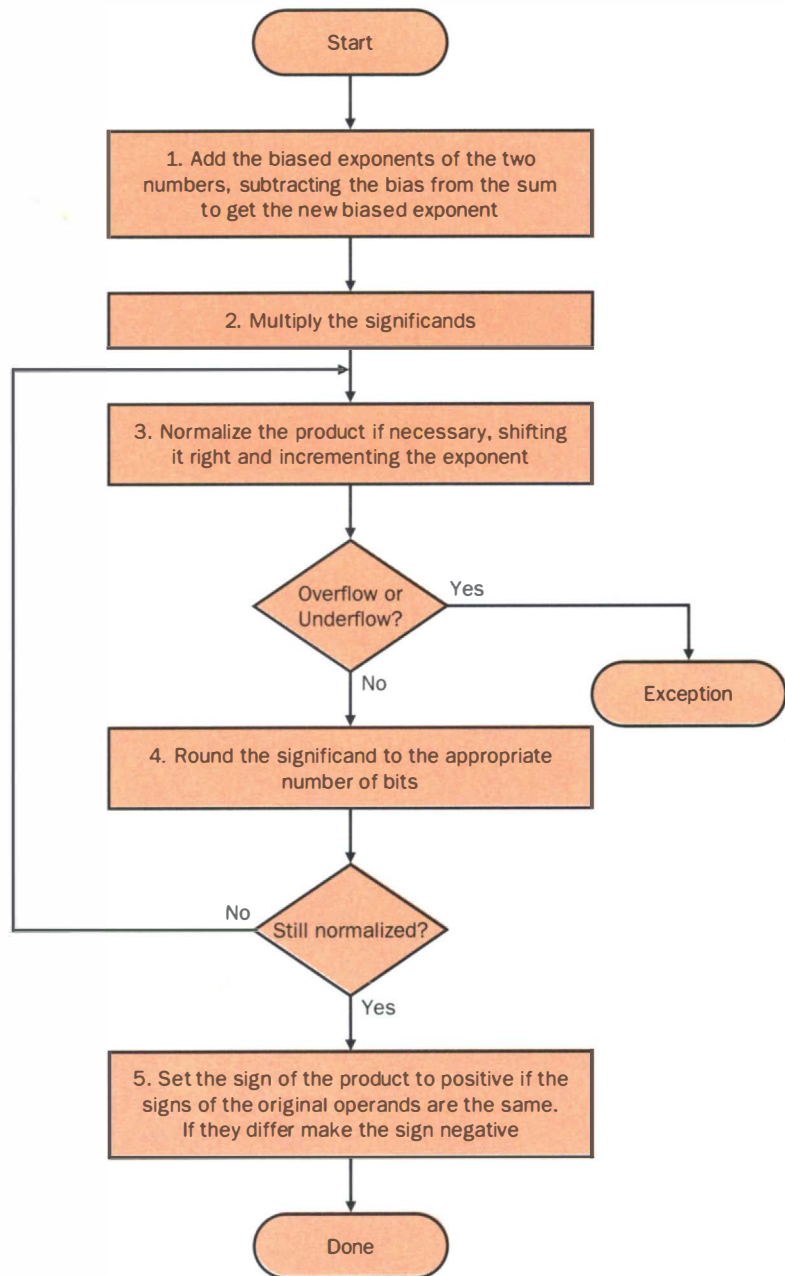 Start
1. Add the biased exponents of the two
numbers, subtracting the bias from the sum
to get the new biased exponent
2. Multiply the significands
3. Normalize the product if necessary, shifting
it right and incrementing the exponent
Overflow or
Underflow?
Yes
No
Exception
4. Round the significand to the appropriate
number of bits
No
Still normalized?
Yes
5. Set the sign of the product to positive if the
signs of the original operands are the same.
If they differ make the sign negative
Done